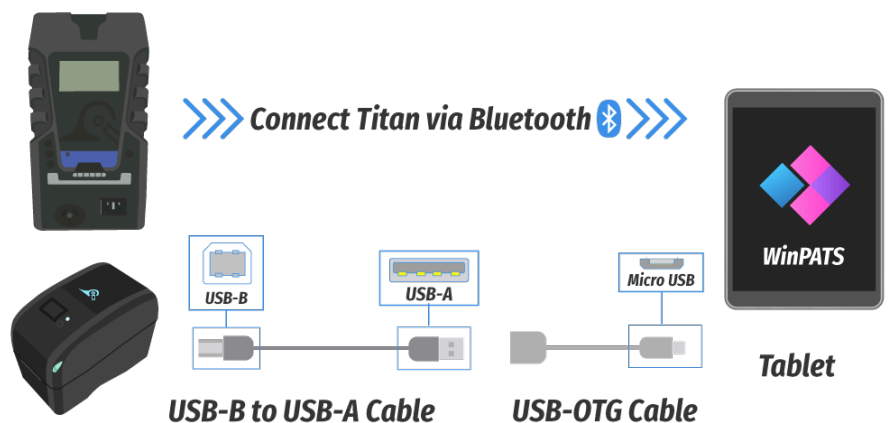 Connect Titan via Bluetooth
WinPATS
USB-B
USB-A
Micro USB
Tablet
USB-B to USB-A Cable
USB-OTG Cable